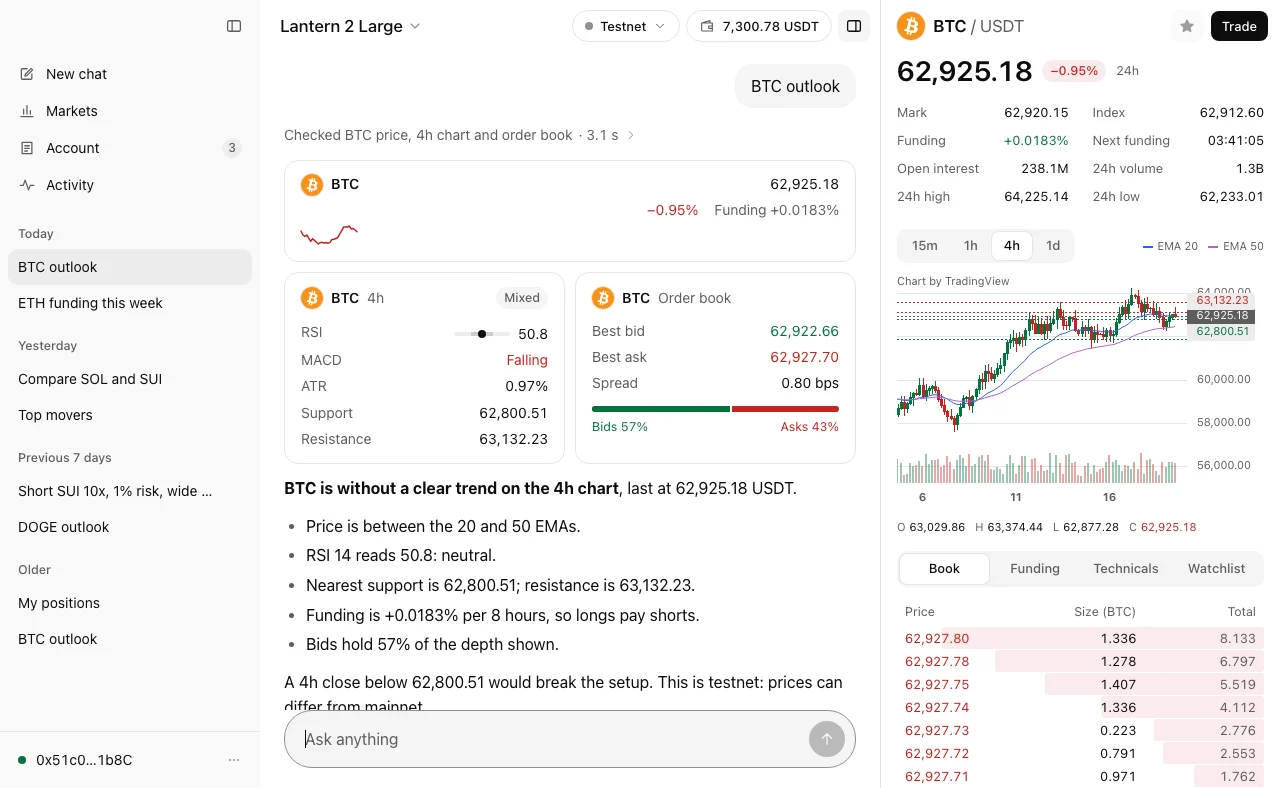 New chat
Markets
Account 3
Activity
Today
BTC outlook
ETH funding this week
Yesterday
Compare SOL and SUI
Top movers
Previous 7 days
Short SUI 10x, 1% risk, wide ...
DOGE outlook
Older
My positions
BTC outlook
0x51c0...1b8C
Lantern 2 Large
Testnet
7,300.78 USDT
BTC outlook
Checked BTC price, 4h chart and order book · 3.1 s
BTC 62,925.18
−0.95% Funding +0.0183%
BTC 4h Mixed
RSI 50.8
MACD Falling
ATR 0.97%
Support 62,800.51
Resistance 63,132.23
BTC Order book
Best bid 62,922.66
Best ask 62,927.70
Spread 0.80 bps
Bids 57% Asks 43%
BTC is without a clear trend on the 4h chart, last at 62,925.18 USDT.
• Price is between the 20 and 50 EMAs.
• RSI 14 reads 50.8: neutral.
• Nearest support is 62,800.51; resistance is 63,132.23.
• Funding is +0.0183% per 8 hours, so longs pay shorts.
• Bids hold 57% of the depth shown.
A 4h close below 62,800.51 would break the setup. This is testnet: prices can
differ from mainnet
Ask anything
BTC / USDT
Trade
62,925.18 −0.95% 24h
Mark 62,920.15 Index 62,912.60
Funding +0.0183% Next funding 03:41:05
Open interest 238.1M 24h volume 1.3B
24h high 64,225.14 24h low 62,233.01
15m 1h 4h 1d
EMA 20 EMA 50
Chart by TradingView
64,000.00
63,132.23
62,925.18
62,800.51
60,000.00
58,000.00
56,000.00
6 11 16
O 63,029.86 H 63,374.44 L 62,877.28 C 62,925.18
Book Funding Technicals Watchlist
Price Size (BTC) Total
62,927.80 1.336 8.133
62,927.78 1.278 6.797
62,927.75 1.407 5.519
62,927.74 1.336 4.112
62,927.73 0.223 2.776
62,927.72 0.791 2.553
62,927.71 0.971 1.762